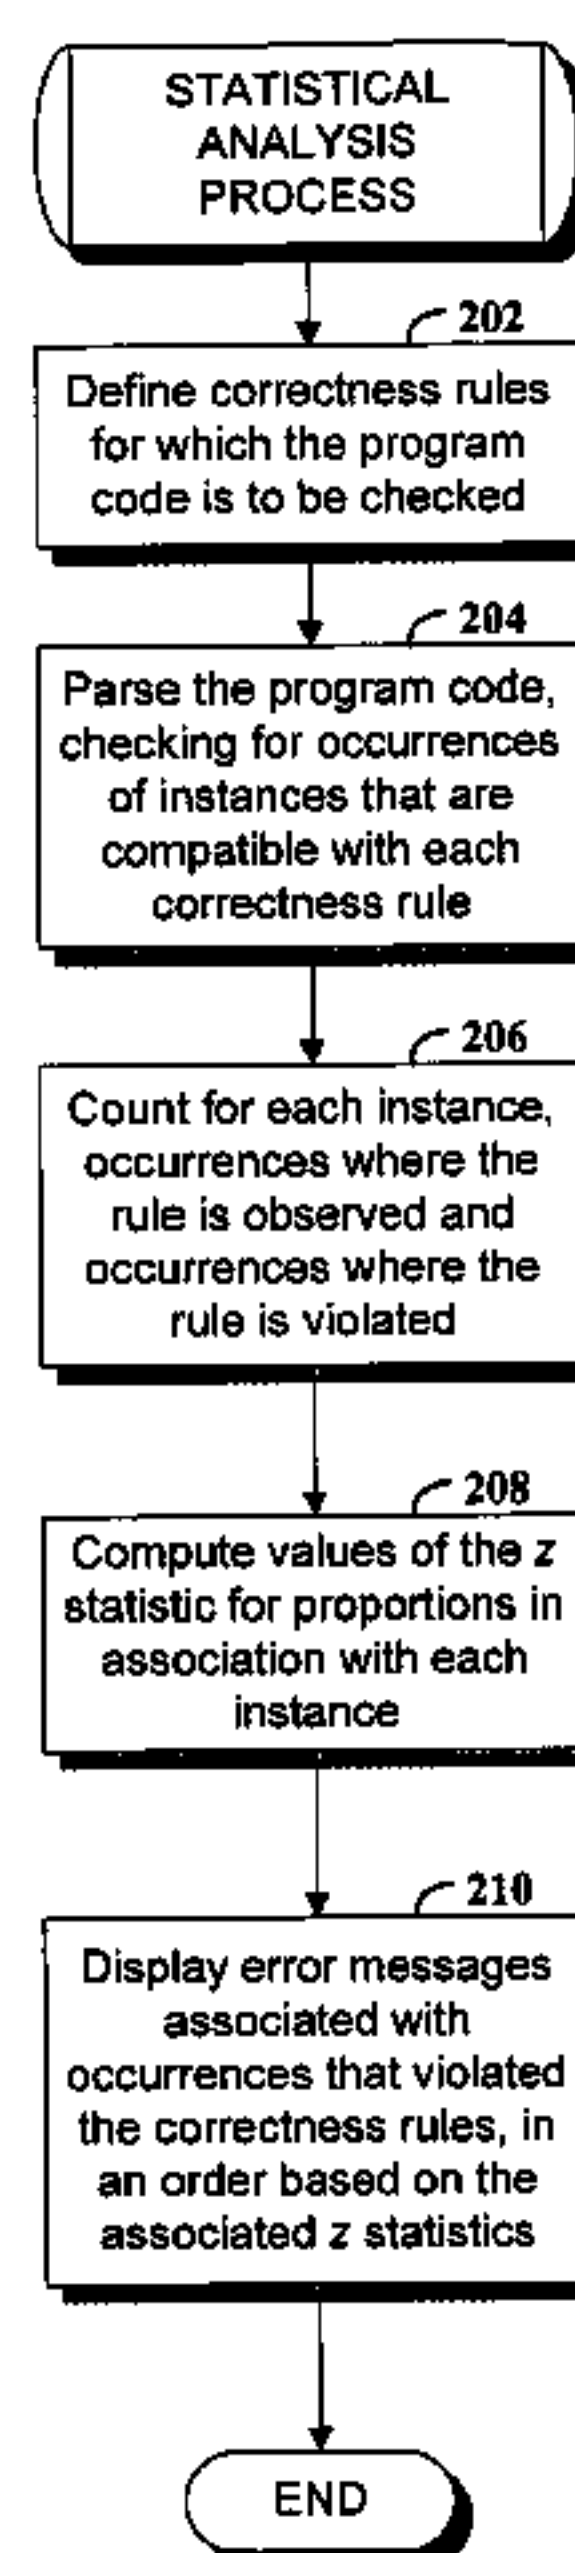 STATISTICAL
ANALYSIS
PROCESS
202
Define correctness rules
for which the program
code is to be checked
204
Parse the program code,
checking for occurrences
of instances that are
compatible with each
correctness rule
206
Count for each instance,
occurrences where the
rule is observed and
occurrences where the
rule is violated
208
Compute values of the z
statistic for proportions in
association with each
instance
210
Display error messages
associated with
occurrences that violated
the correctness rules, in
an order based on the
associated z statistics
END